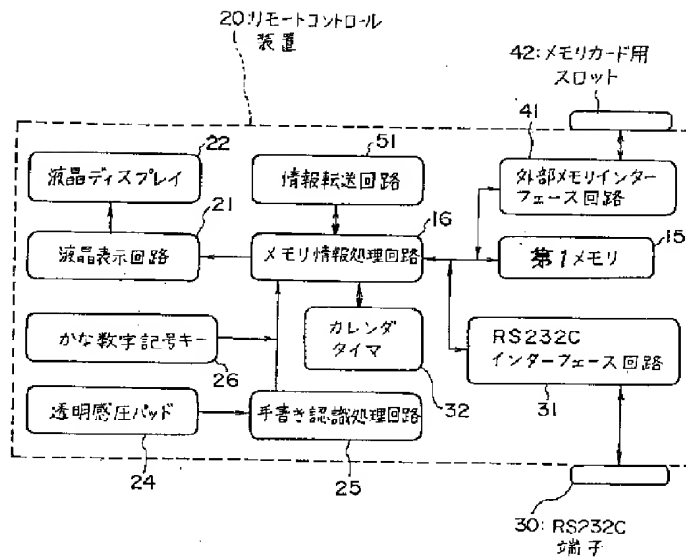 20:リモートコントロール
装置
42:メモリカード用
スロット
41
22
51
液晶ディスプレイ
情報転送回路
外部メモリインター
フェース回路
21
16
15
液晶表示回路
メモリ情報処理回路
第1メモリ
かな数字記号キー
カレンダ
タイマ
RS232C
インターフェース回路
26
32
31
透明感圧パッド
手書き認識処理回路
24
25
30:RS232C
端子